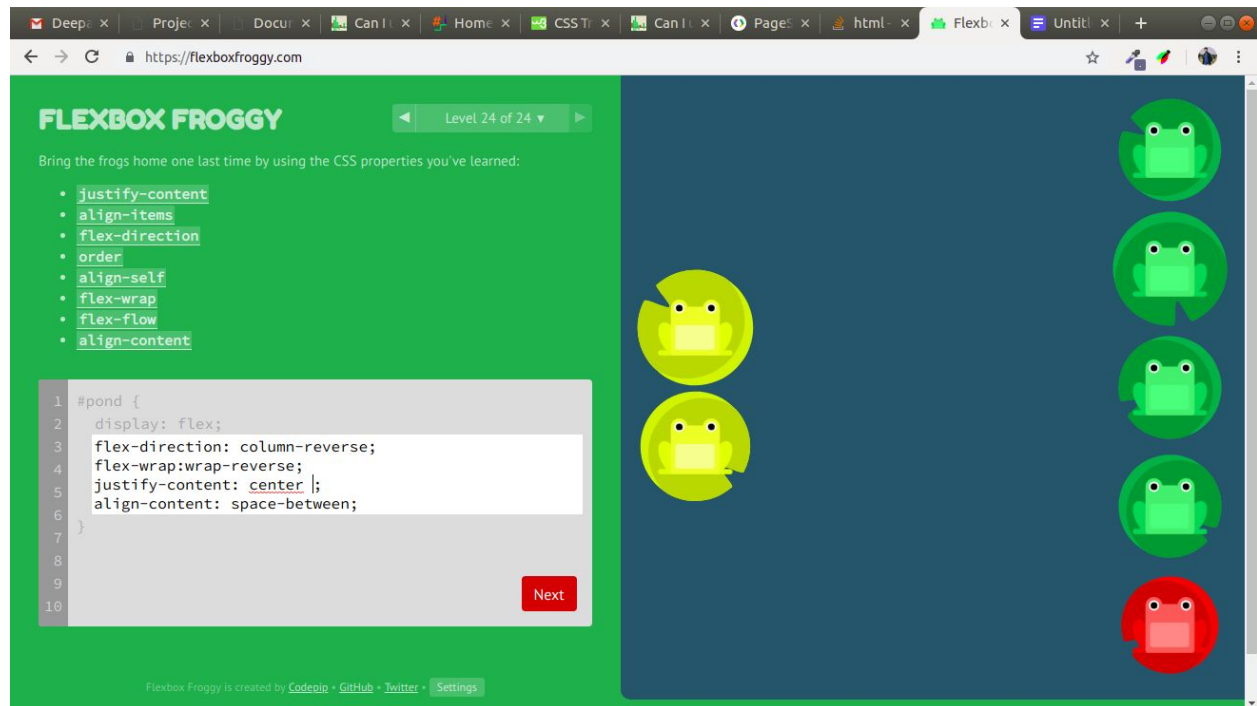 Deepa Projec Docur Can I u Home CSS Tr Can I u PageS html- Flexbo Untitl
https://flexboxfroggy.com
FLEXBOX FROGGY
Level 24 of 24 ▼
Bring the frogs home one last time by using the CSS properties you've learned:
• justify-content
• align-items
• flex-direction
• order
• align-self
• flex-wrap
• flex-flow
• align-content
1 #pond {
2 display: flex;
3 flex-direction: column-reverse;
4 flex-wrap:wrap-reverse;
5 justify-content: center ;
6 align-content: space-between;
7 }
8
9
10
Next
Flexbox Froggy is created by Codepip • GitHub • Twitter • Settings